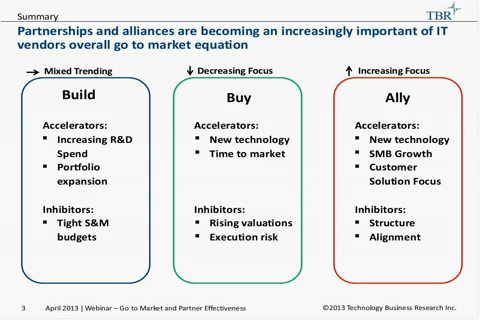 Summary
TBR
Partnerships and alliances are becoming an increasingly important of IT
vendors overall go to market equation
Mixed Trending
Build
Accelerators:
Increasing R&D
Spend
Portfolio
expansion
Inhibitors:
Tight S&M
budgets
Decreasing Focus
Buy
Accelerators:
New technology
Time to market
Inhibitors:
Rising valuations
Execution risk
Increasing Focus
Ally
Accelerators:
New technology
SMB Growth
Customer
Solution Focus
Inhibitors:
Structure
Alignment
3 April 2013 | Webinar – Go to Market and Partner Effectiveness ©2013 Technology Business Research Inc.